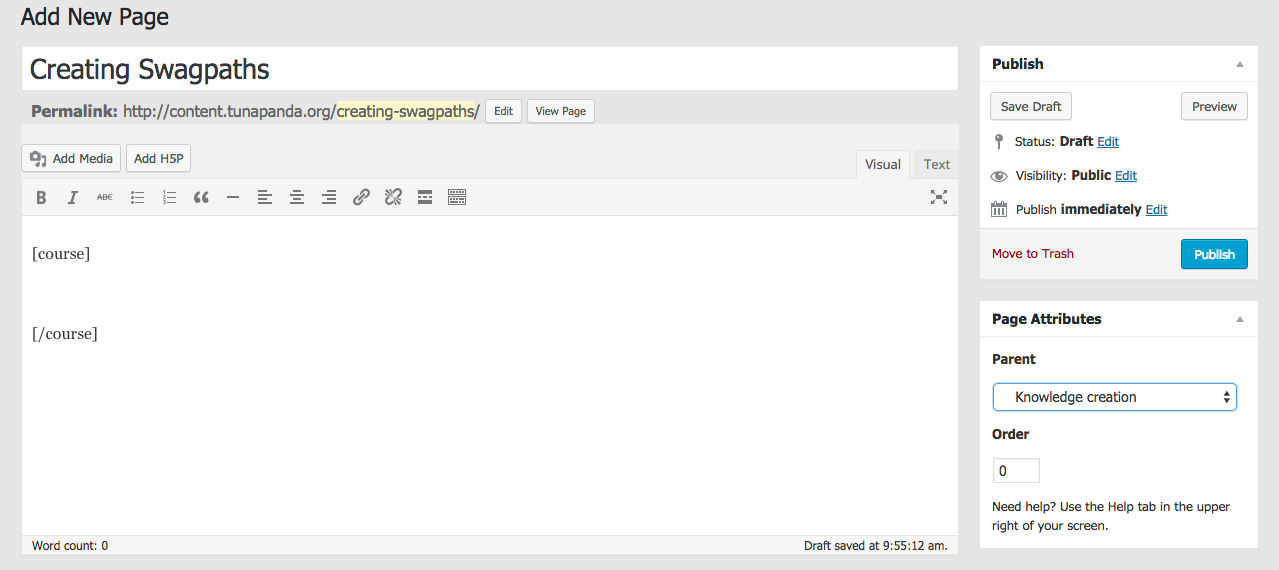 Add New Page
Creating Swagpaths
Permalink: http://content.tunapanda.org/creating-swagpaths/ Edit View Page
Add Media Add H5P
Visual Text
B I ABC
[course]
[/course]
Word count: 0 Draft saved at 9:55:12 am.
Publish
Save Draft Preview
Status: Draft Edit
Visibility: Public Edit
Publish immediately Edit
Move to Trash Publish
Page Attributes
Parent
Knowledge creation
Order
0
Need help? Use the Help tab in the upper
right of your screen.